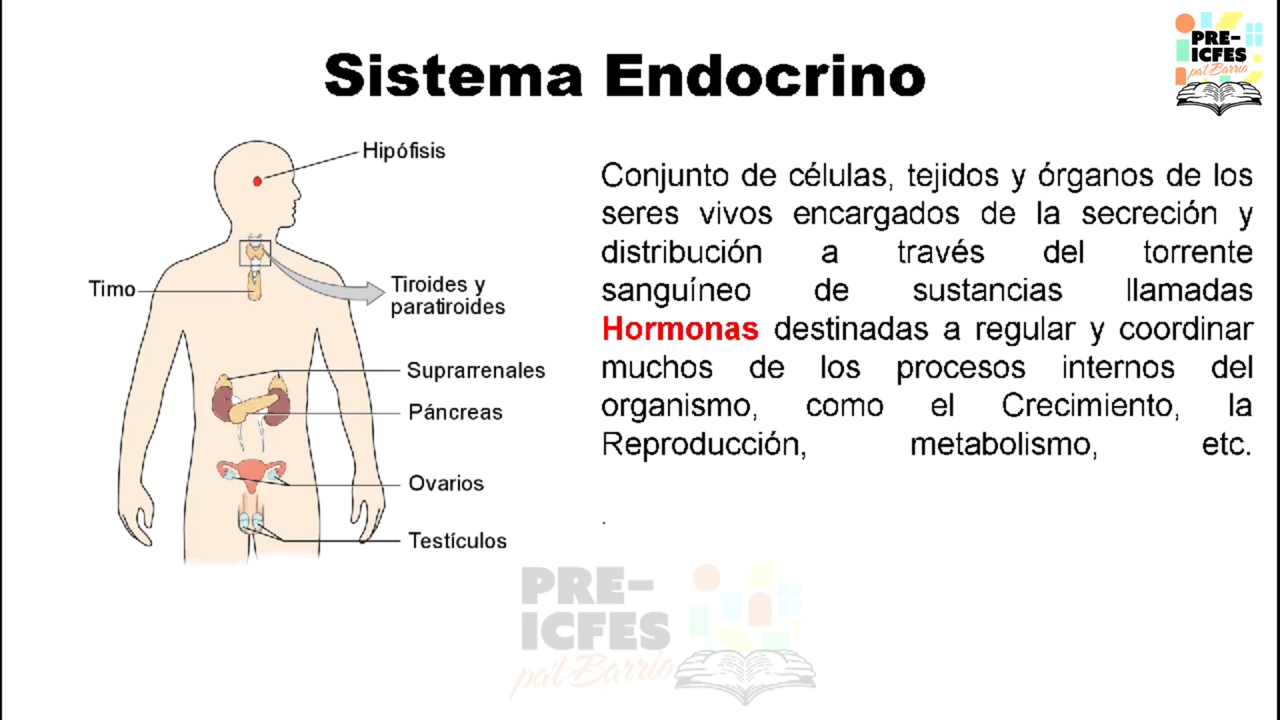 PRE-
ICFES
pa'l Barrio
Sistema Endocrino
Hipófisis
Timo
Tiroides y
paratiroides
Suprarrenales
Páncreas
Ovarios
Testículos
Conjunto de células, tejidos y órganos de los
seres vivos encargados de la secreción y
distribución a través del torrente
sanguíneo de sustancias llamadas
Hormonas destinadas a regular y coordinar
muchos de los procesos internos del
organismo, como el Crecimiento, la
Reproducción, metabolismo, etc.
.
PRE-
ICFES
pa'l Barrio